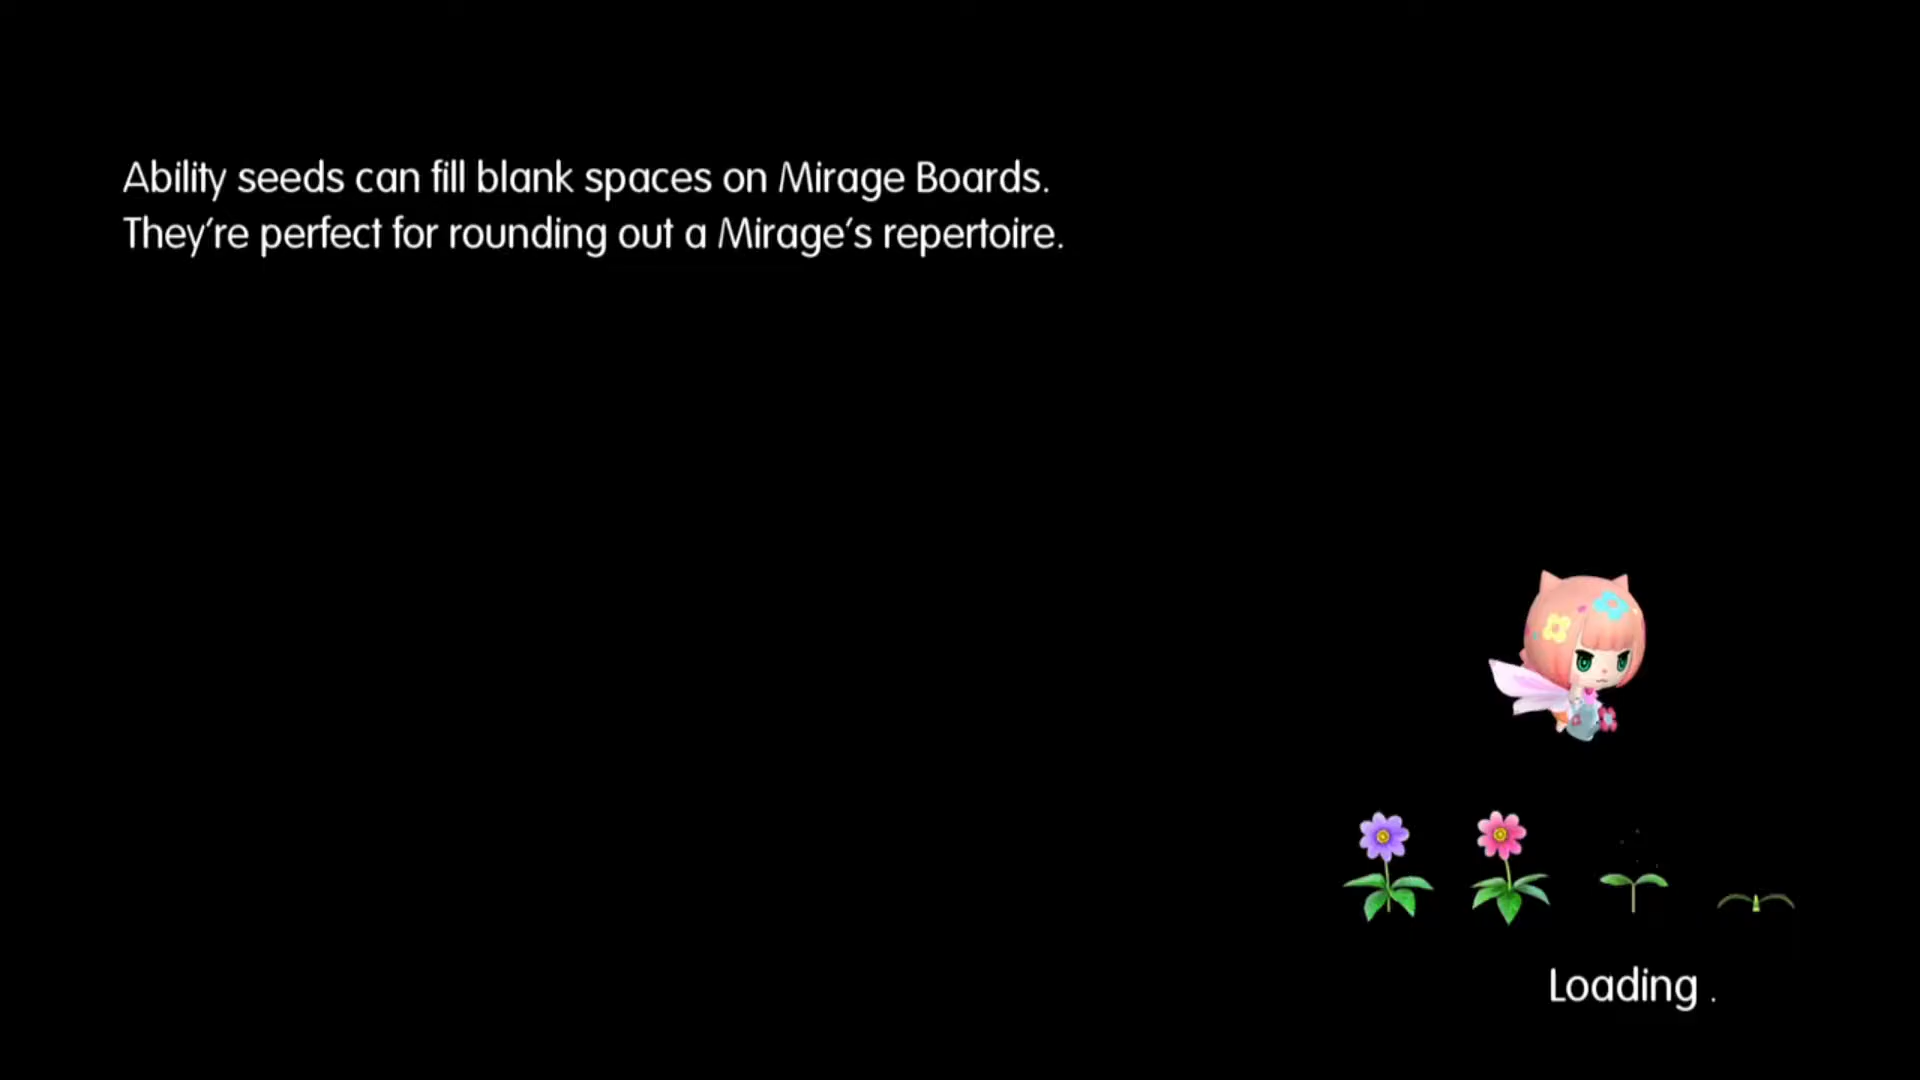 Ability seeds can fill blank spaces on Mirage Boards.
They're perfect for rounding out a Mirage's repertoire.
Loading .